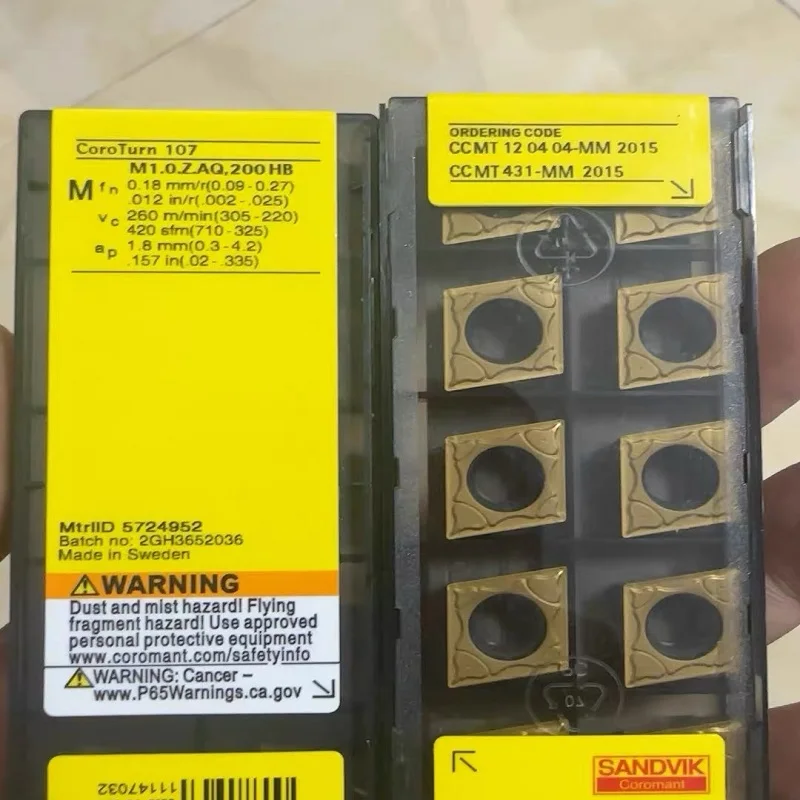 CoroTurn 107
M1.0.Z.AQ,200 HB
M fn 0.18 mm/r(0.09-0.27)
.012 in/r(.002-.025)
vc 260 m/min(305-220)
420 sfm(710-325)
ap 1.8 mm(0.3-4.2)
.157 in(.02-.335)
MtrlID 5724952
Batch no: 2GH3652036
Made in Sweden
WARNING
Dust and mist hazard! Flying
fragment hazard! Use approved
personal protective equipment
www.coromant.com/safetyinfo
WARNING: Cancer –
www.P65Warnings.ca.gov
11147032
ORDERING CODE
CCMT 12 04 04-MM 2015
CCMT 431-MM 2015
SANDVIK
Coromant